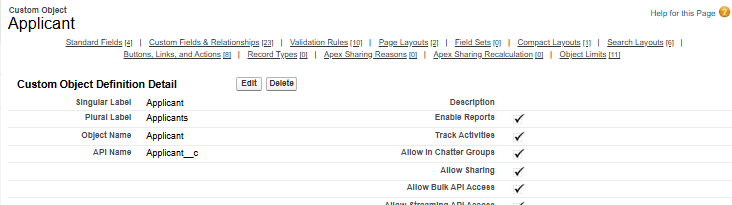 Custom Object
Applicant
Help for this Page
Standard Fields [4] | Custom Fields & Relationships [23] | Validation Rules [10] | Page Layouts [2] | Field Sets [0] | Compact Layouts [1] | Search Layouts [6] |
Buttons, Links, and Actions [8] | Record Types [0] | Apex Sharing Reasons [0] | Apex Sharing Recalculation [0] | Object Limits [11]
Custom Object Definition Detail Edit Delete
Singular Label Applicant Description
Plural Label Applicants Enable Reports ✓
Object Name Applicant Track Activities ✓
API Name Applicant__c Allow in Chatter Groups ✓
Allow Sharing ✓
Allow Bulk API Access ✓
Allow Streaming API Access ✓